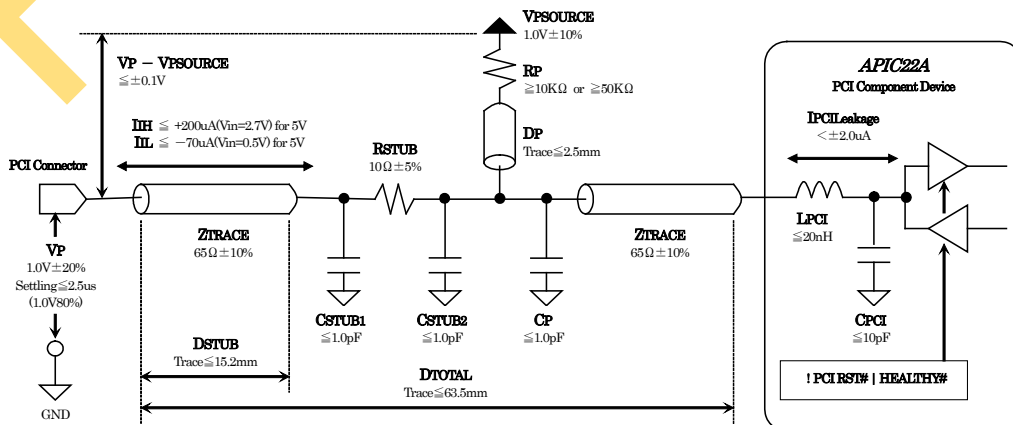 VPSOURCE
1.0V±10%
VP − VPSOURCE
≦±0.1V
RP
≧10KΩ or ≧50KΩ
APIC22A
PCI Component Device
IIH ≦ +200uA(Vin=2.7V) for 5V
IIL ≦ −70uA(Vin=0.5V) for 5V
IPCILeakage
<±2.0uA
DP
Trace≦2.5mm
RSTUB
10Ω±5%
PCI Connector
LPCI
≦20nH
ZTRACE
65Ω±10%
ZTRACE
65Ω±10%
VP
1.0V±20%
Settling≦2.5us
(1.0V80%)
CSTUB1
≦1.0pF
CSTUB2
≦1.0pF
CP
≦1.0pF
CPCI
≦10pF
DSTUB
Trace≦15.2mm
DTOTAL
Trace≦63.5mm
! PCI RST# | HEALTHY#
GND